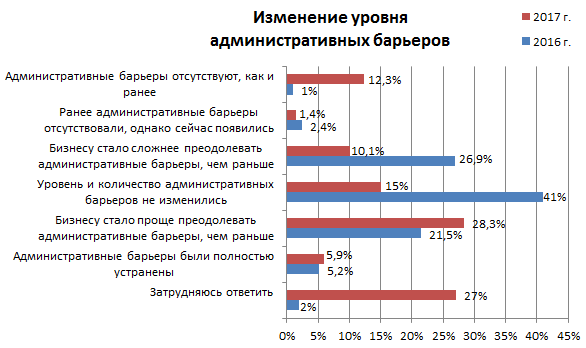 Изменение уровня
административных барьеров
2017 г.
2016 г.
Административные барьеры отсутствуют, как и
ранее
12,3%
1%
Ранее административные барьеры
отсутствовали, однако сейчас появились
1,4%
2,4%
Бизнесу стало сложнее преодолевать
административные барьеры, чем раньше
10,1%
26,9%
Уровень и количество административных
барьеров не изменились
15%
41%
Бизнесу стало проще преодолевать
административные барьеры, чем раньше
28,3%
21,5%
Административные барьеры были полностью
устранены
5,9%
5,2%
Затрудняюсь ответить
27%
2%
0% 5% 10% 15% 20% 25% 30% 35% 40% 45%